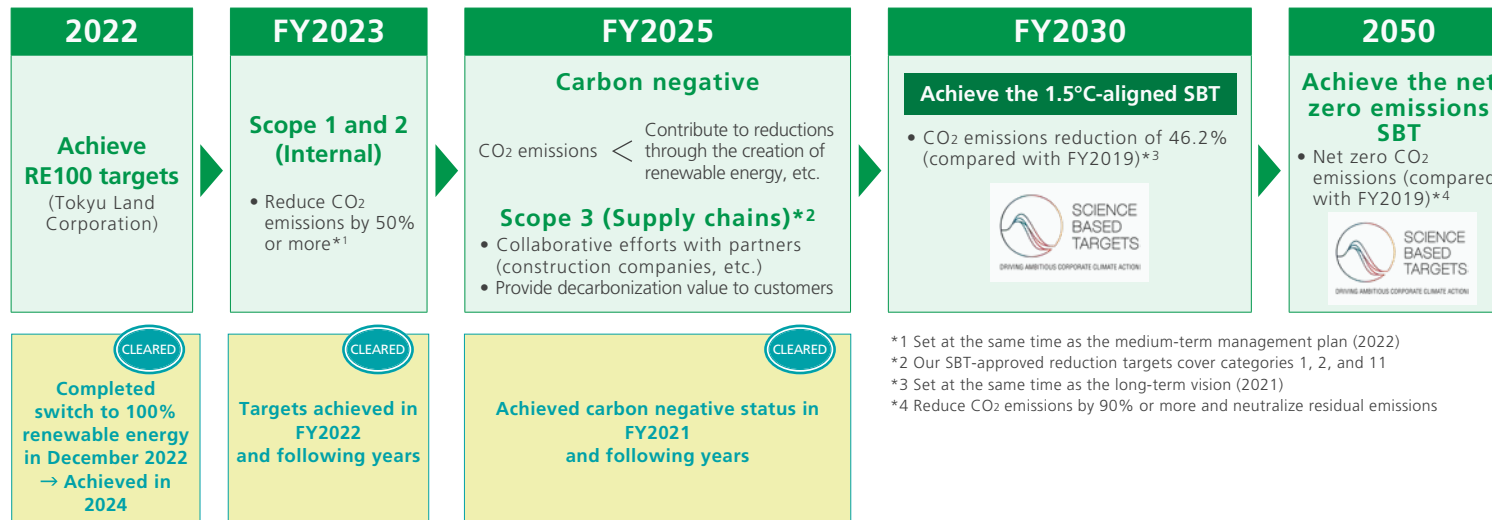 2022
Achieve
RE100 targets
(Tokyu Land
Corporation)
FY2023
Scope 1 and 2
(Internal)
• Reduce CO2
emissions by 50%
or more*1
FY2025
Carbon negative
CO2 emissions <
Contribute to reductions
through the creation of
renewable energy, etc.
Scope 3 (Supply chains)*2
• Collaborative efforts with partners
(construction companies, etc.)
• Provide decarbonization value to customers
FY2030
Achieve the 1.5°C-aligned SBT
• CO2 emissions reduction of 46.2%
(compared with FY2019)*3
SCIENCE
BASED
TARGETS
DRIVING AMBITIOUS CORPORATE CLIMATE ACTION
2050
Achieve the net
zero emissions
SBT
• Net zero CO2
emissions (compared
with FY2019)*4
SCIENCE
BASED
TARGETS
DRIVING AMBITIOUS CORPORATE CLIMATE ACTION
CLEARED
Completed
switch to 100%
renewable energy
in December 2022
→ Achieved in
2024
CLEARED
Targets achieved in
FY2022
and following years
CLEARED
Achieved carbon negative status in
FY2021
and following years
*1 Set at the same time as the medium-term management plan (2022)
*2 Our SBT-approved reduction targets cover categories 1, 2, and 11
*3 Set at the same time as the long-term vision (2021)
*4 Reduce CO2 emissions by 90% or more and neutralize residual emissions